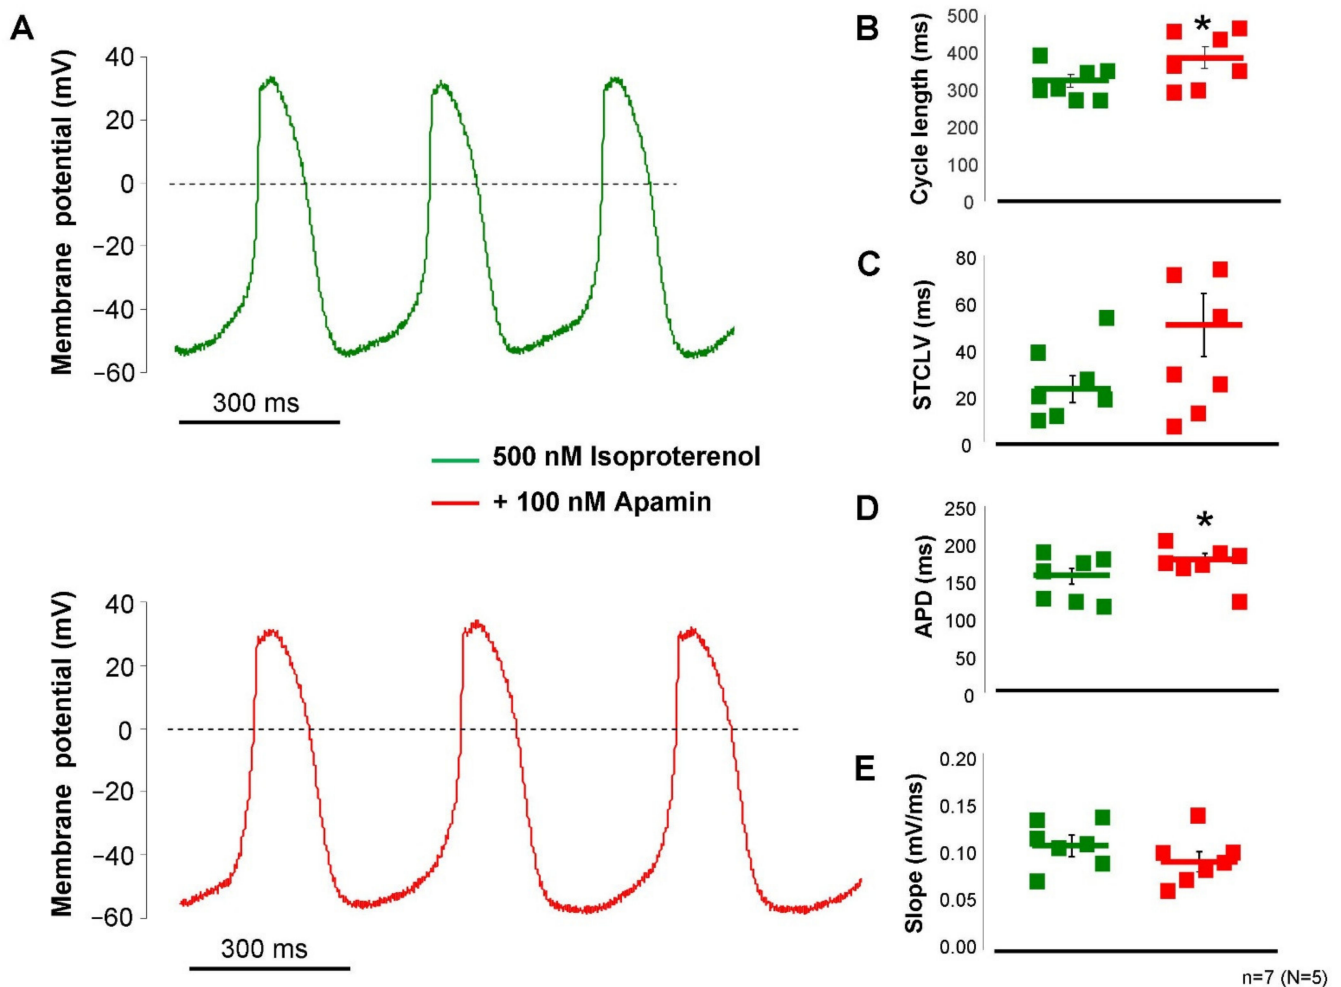 A
Membrane potential (mV)
40
20
0
−20
−40
−60
300 ms
500 nM Isoproterenol
+ 100 nM Apamin
Membrane potential (mV)
40
20
0
−20
−40
−60
300 ms
B
Cycle length (ms)
500
400
300
200
100
0
*
C
STCLV (ms)
80
60
40
20
0
D
APD (ms)
250
200
150
100
50
0
*
E
Slope (mV/ms)
0.20
0.15
0.10
0.05
0.00
n=7 (N=5)